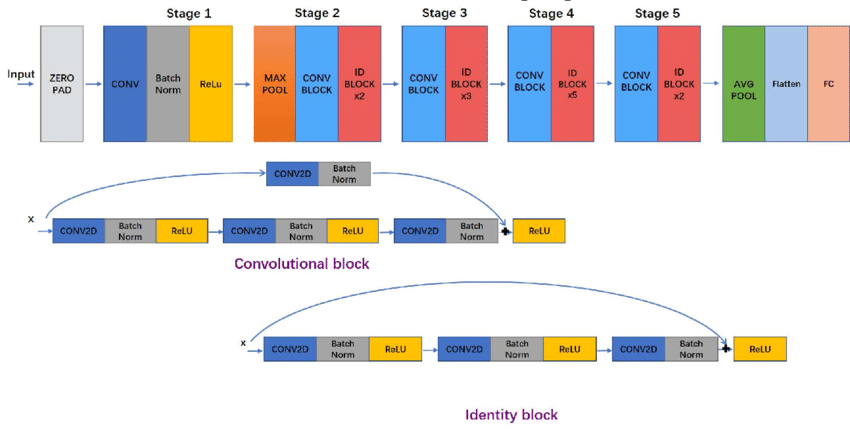 Stage 1
Stage 2
Stage 3
Stage 4
Stage 5
Input
ZERO
PAD
CONV
Batch
Norm
ReLu
MAX
POOL
CONV
BLOCK
ID
BLOCK
x2
CONV
BLOCK
ID
BLOCK
x3
CONV
BLOCK
ID
BLOCK
x5
CONV
BLOCK
ID
BLOCK
x2
AVG
POOL
Flatten
FC
CONV2D
Batch
Norm
x
CONV2D
Batch
Norm
ReLU
CONV2D
Batch
Norm
ReLU
CONV2D
Batch
Norm
+
ReLU
Convolutional block
x
CONV2D
Batch
Norm
ReLU
CONV2D
Batch
Norm
ReLU
CONV2D
Batch
Norm
+
ReLU
Identity block